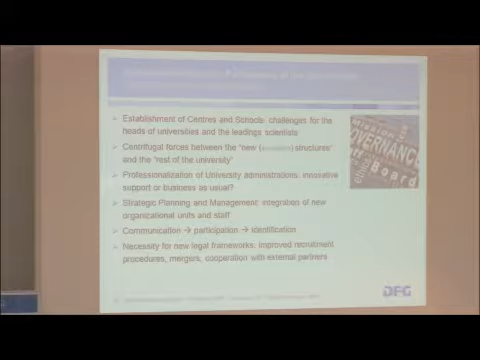 Establishment of Centres and Schools: challenges for the
heads of universities and the leadings scientists
Centrifugal forces between the "new ( ) structures"
and the "rest of the university"
Professionalization of University administrations: innovative
support or business as usual?
Strategic Planning and Management: integration of new
organizational units and staff
Communication → participation → identification
Necessity for new legal frameworks: improved recruitment
procedures, mergers, cooperation with external partners
GOVERNANCE
Board
DFG